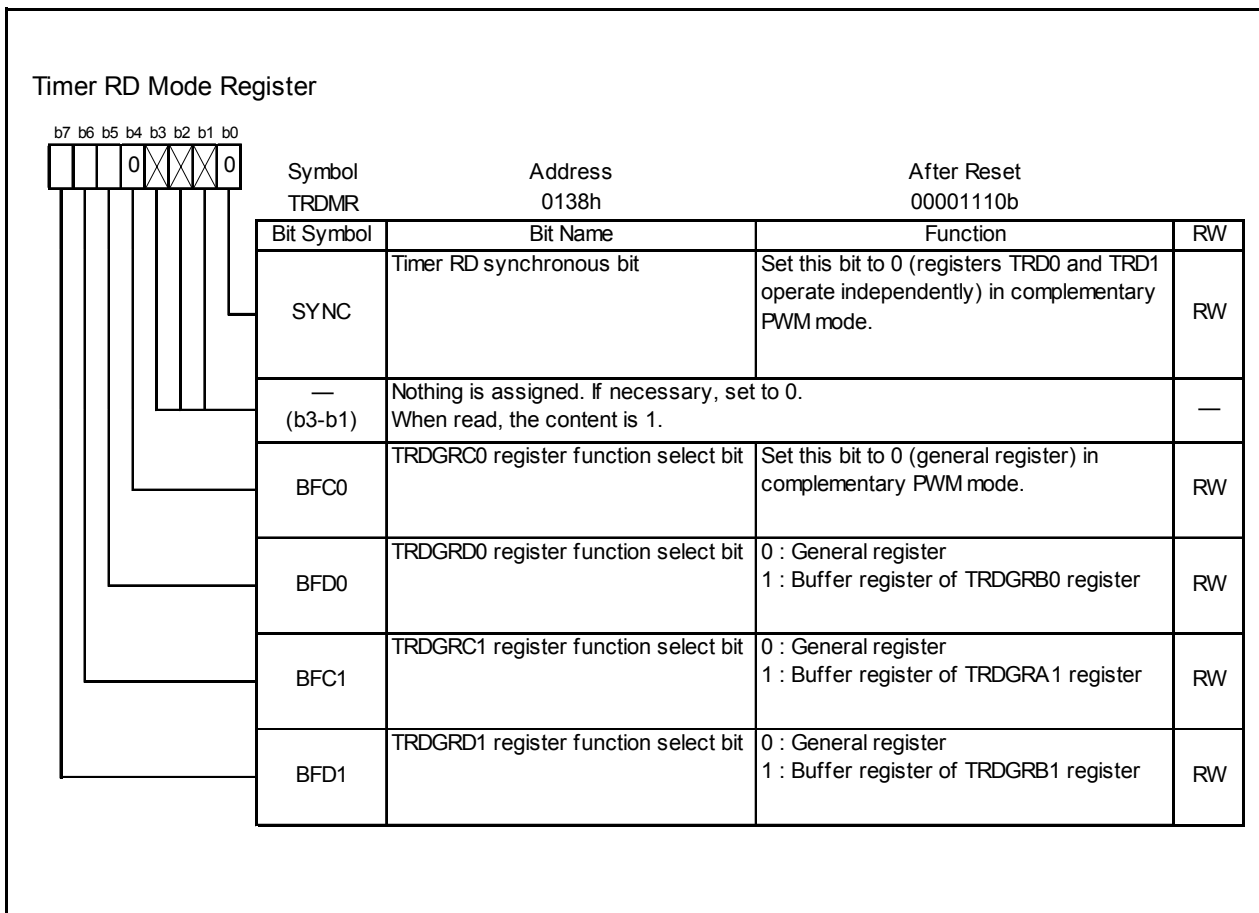 Timer RD Mode Register
b7 b6 b5 b4 b3 b2 b1 b0
0 0
Symbol Address After Reset
TRDMR 0138h 00001110b
Bit Symbol Bit Name Function RW
SYNC
Timer RD synchronous bit
Set this bit to 0 (registers TRD0 and TRD1
operate independently) in complementary
PWM mode.
RW
—
(b3-b1)
Nothing is assigned. If necessary, set to 0.
When read, the content is 1.
—
BFC0
TRDGRC0 register function select bit
Set this bit to 0 (general register) in
complementary PWM mode.
RW
BFD0
TRDGRD0 register function select bit
0 : General register
1 : Buffer register of TRDGRB0 register
RW
BFC1
TRDGRC1 register function select bit
0 : General register
1 : Buffer register of TRDGRA1 register
RW
BFD1
TRDGRD1 register function select bit
0 : General register
1 : Buffer register of TRDGRB1 register
RW